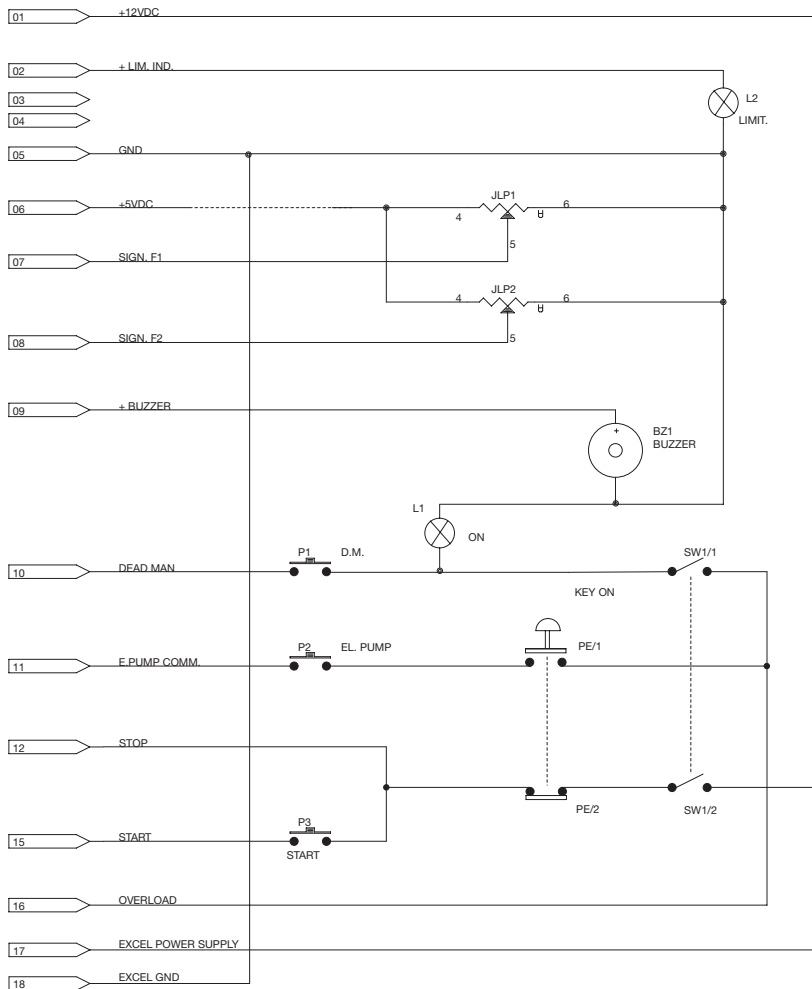 01 +12VDC
02 + LIM. IND.
L2
03
LIMIT.
04
05 GND
06 +5VDC
JLP1
4 6
5
07 SIGN. F1
JLP2
4 6
08 SIGN. F2
5
09 + BUZZER
+
BZ1
BUZZER
L1
ON
P1 D.M. SW1/1
10 DEAD MAN
KEY ON
P2 EL. PUMP PE/1
11 E.PUMP COMM.
12 STOP
PE/2 SW1/2
P3
15 START
START
16 OVERLOAD
17 EXCEL POWER SUPPLY
18 EXCEL GND